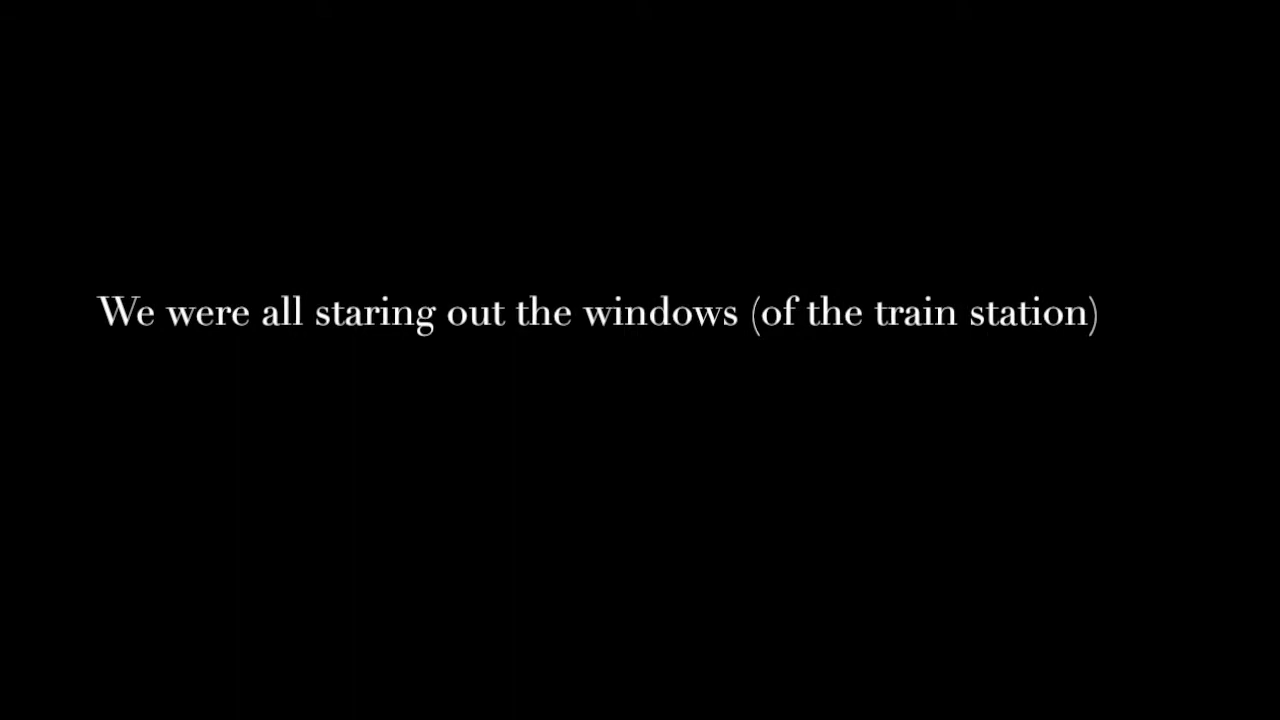 We were all staring out the windows (of the train station)